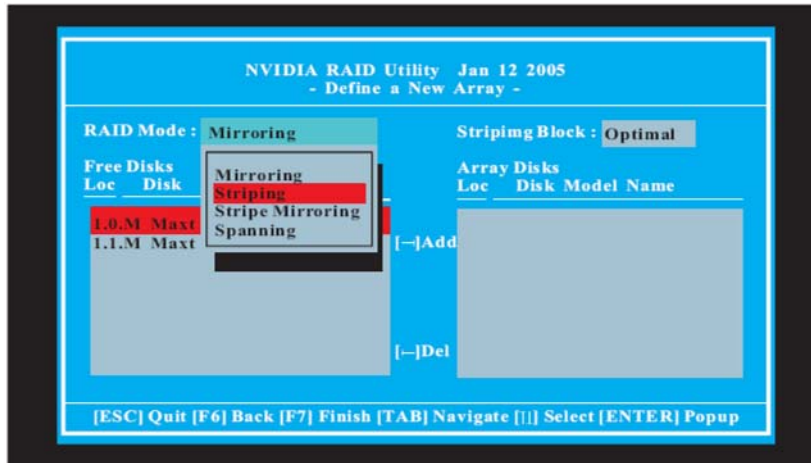 NVIDIA RAID Utility Jan 12 2005
- Define a New Array -
RAID Mode : Mirroring
Stripimg Block : Optimal
Mirroring
Striping
Stripe Mirroring
Spanning
Free Disks
Loc Disk
1.0.M Maxt
1.1.M Maxt
Array Disks
Loc Disk Model Name
[→]Add
[←]Del
[ESC] Quit [F6] Back [F7] Finish [TAB] Navigate [↑↓] Select [ENTER] Popup